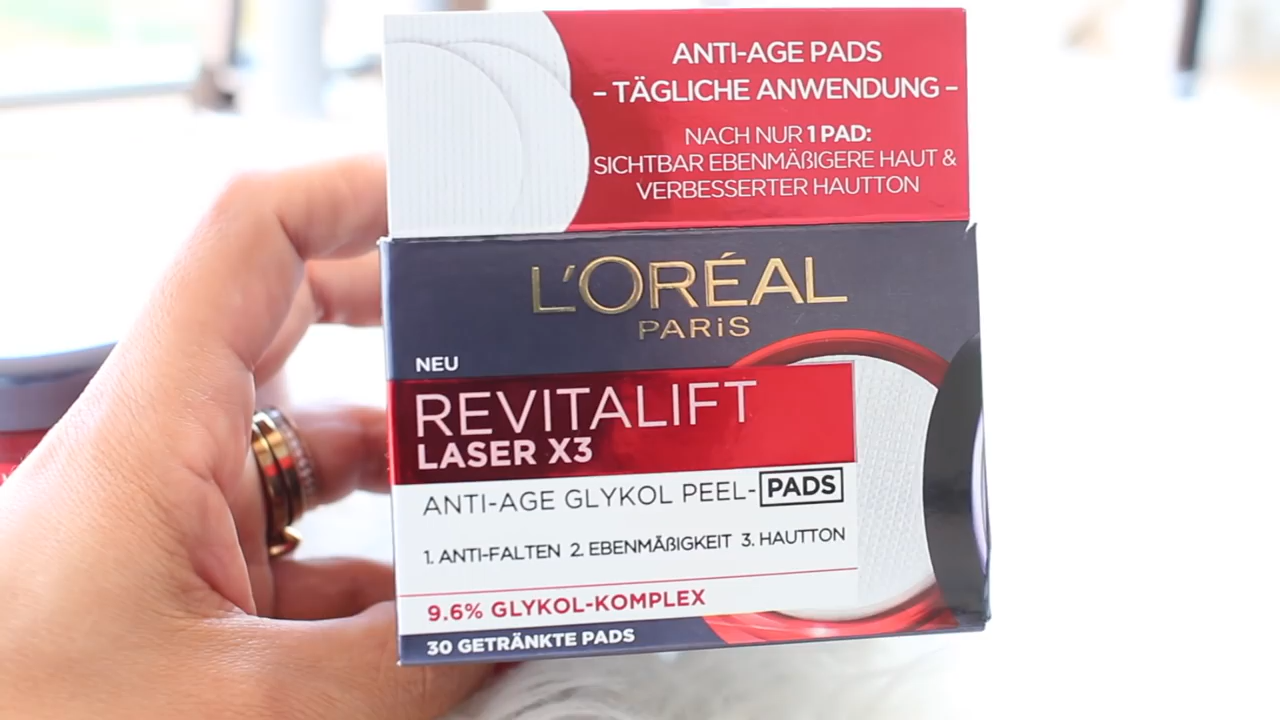 ANTI-AGE PADS
– TÄGLICHE ANWENDUNG –
NACH NUR 1 PAD:
SICHTBAR EBENMÄßIGERE HAUT &
VERBESSERTER HAUTTON
L'ORÉAL
PARiS
NEU
REVITALIFT
LASER X3
ANTI-AGE GLYKOL PEEL-PADS
1. ANTI-FALTEN 2. EBENMÄßIGKEIT 3. HAUTTON
9.6% GLYKOL-KOMPLEX
30 GETRÄNKTE PADS